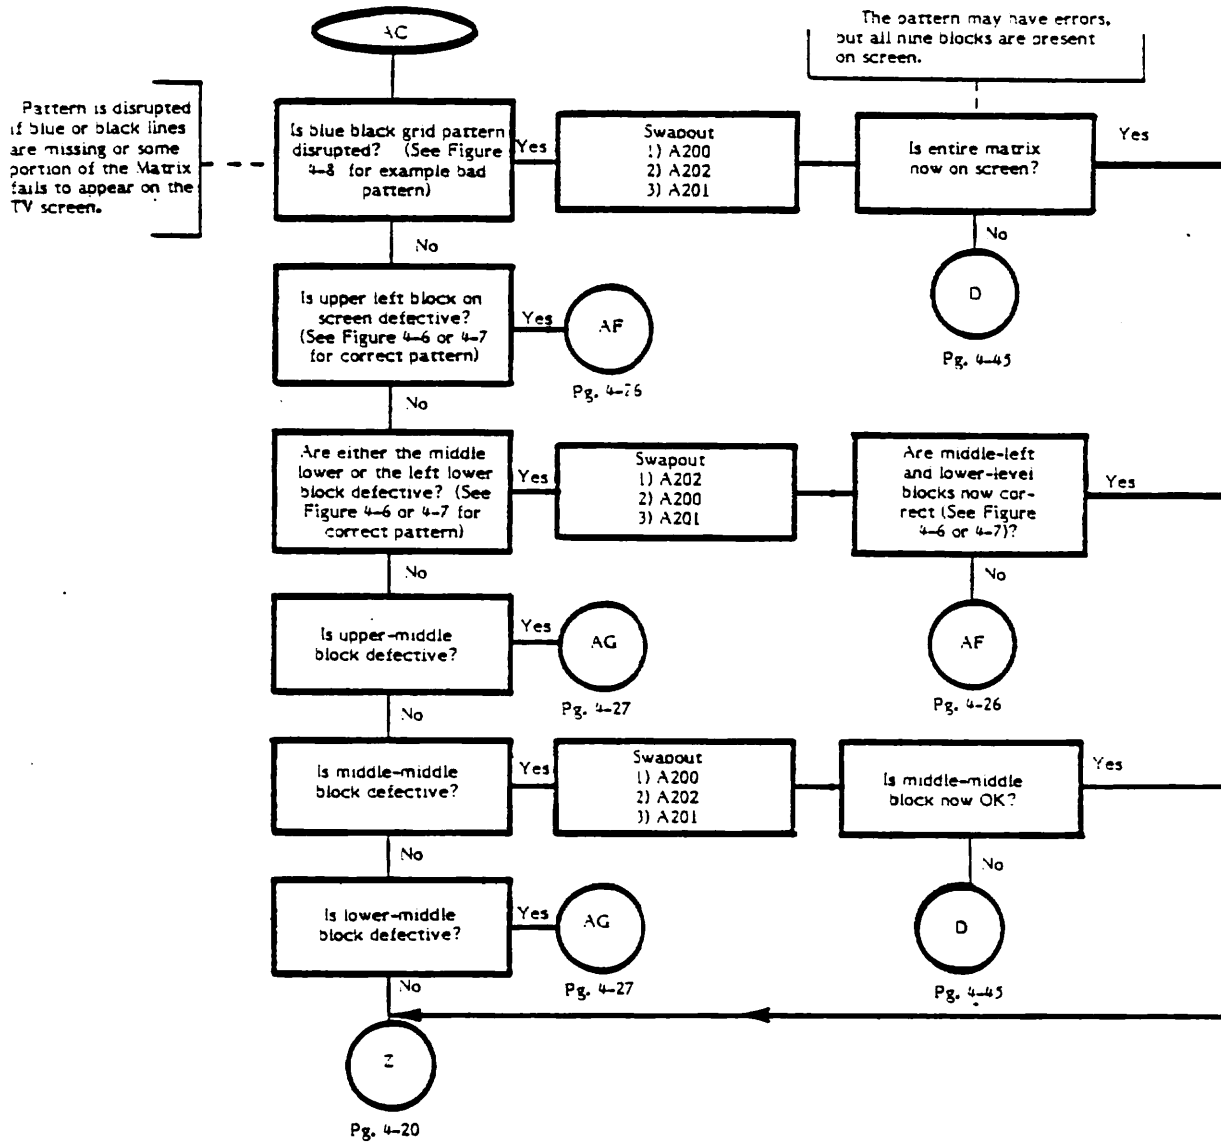 AC
The pattern may have errors,
but all nine blocks are present
on screen.
Pattern is disrupted
if blue or black lines
are missing or some
portion of the Matrix
fails to appear on the
TV screen.
Is blue black grid pattern
disrupted? (See Figure
4-8 for example bad
pattern)
Yes
Swapout
1) A200
2) A202
3) A201
Is entire matrix
now on screen?
Yes
No
No
D
Pg. 4-45
Is upper left block on
screen defective?
(See Figure 4-6 or 4-7
for correct pattern)
Yes
AF
Pg. 4-26
No
Are either the middle
lower or the left lower
block defective? (See
Figure 4-6 or 4-7 for
correct pattern)
Yes
Swapout
1) A202
2) A200
3) A201
Are middle-left
and lower-level
blocks now cor-
rect (See Figure
4-6 or 4-7)?
Yes
No
No
AF
Pg. 4-26
Is upper-middle
block defective?
Yes
AG
Pg. 4-27
No
Is middle-middle
block defective?
Yes
Swapout
1) A200
2) A202
3) A201
Is middle-middle
block now OK?
Yes
No
No
D
Pg. 4-45
Is lower-middle
block defective?
Yes
AG
Pg. 4-27
No
Z
Pg. 4-20